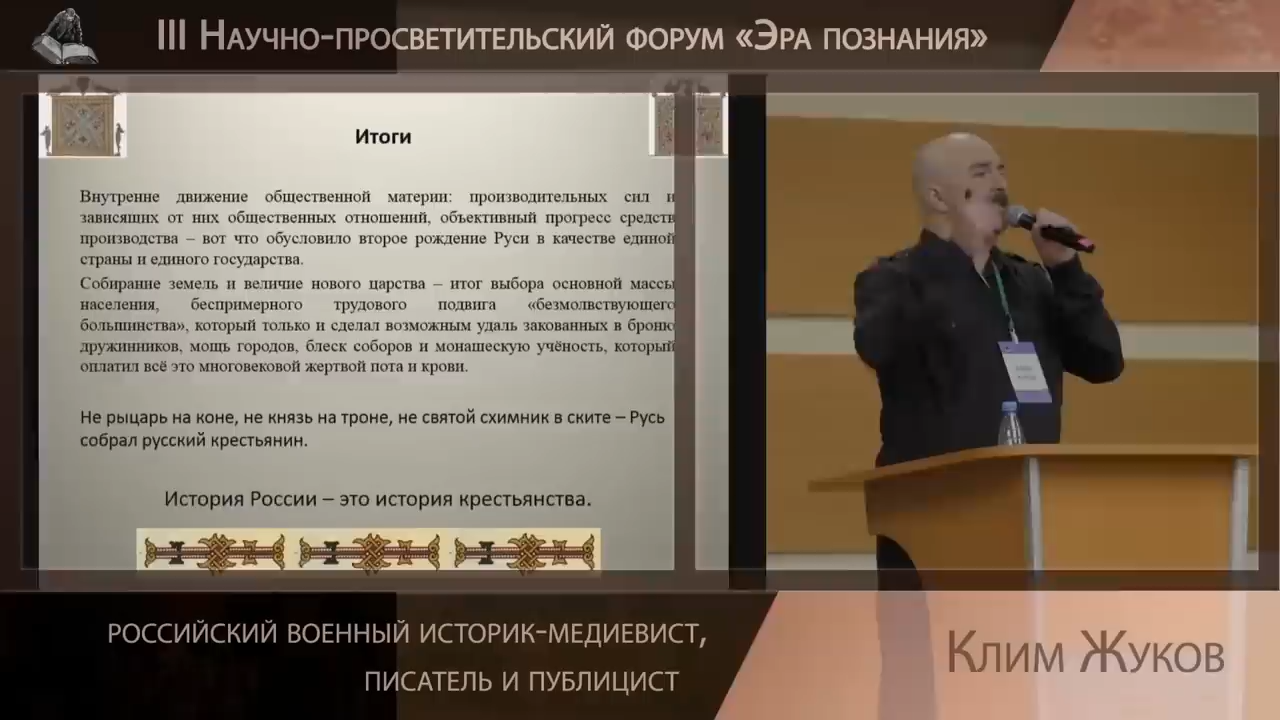 III Научно-просветительский форум «Эра познания»
Итоги
Внутренне движение общественной материи: производительных сил и
зависящих от них общественных отношений, объективный прогресс средств
производства – вот что обусловило второе рождение Руси в качестве единой
страны и единого государства.
Собирание земель и величие нового царства – итог выбора основной массы
населения, беспримерного трудового подвига «безмолвствующего
большинства», который только и сделал возможным удаль закованных в броню
дружинников, мощь городов, блеск соборов и монашескую учёность, который
оплатил всё это многовековой жертвой пота и крови.
Не рыцарь на коне, не князь на троне, не святой схимник в ските – Русь
собрал русский крестьянин.
История России – это история крестьянства.
российский военный историк-медиевист,
писатель и публицист
Клим Жуков